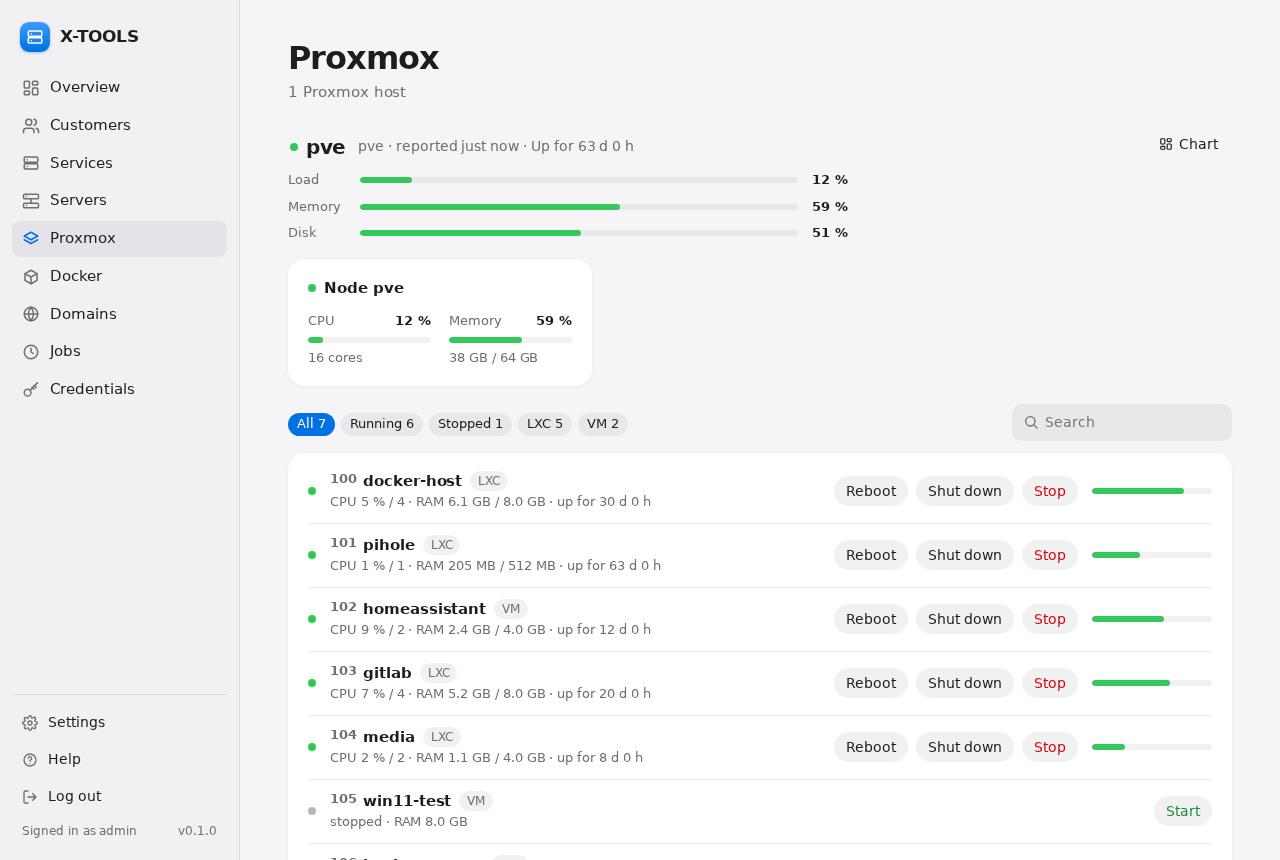 X-TOOLS
Overview
Customers
Services
Servers
Proxmox
Docker
Domains
Jobs
Credentials
Settings
Help
Log out
Signed in as admin v0.1.0
Proxmox
1 Proxmox host
pve pve · reported just now · Up for 63 d 0 h
Chart
Load 12 %
Memory 59 %
Disk 51 %
Node pve
CPU 12 % Memory 59 %
16 cores 38 GB / 64 GB
All 7 Running 6 Stopped 1 LXC 5 VM 2 Search
100 docker-host LXC
CPU 5 % / 4 · RAM 6.1 GB / 8.0 GB · up for 30 d 0 h
Reboot Shut down Stop
101 pihole LXC
CPU 1 % / 1 · RAM 205 MB / 512 MB · up for 63 d 0 h
Reboot Shut down Stop
102 homeassistant VM
CPU 9 % / 2 · RAM 2.4 GB / 4.0 GB · up for 12 d 0 h
Reboot Shut down Stop
103 gitlab LXC
CPU 7 % / 4 · RAM 5.2 GB / 8.0 GB · up for 20 d 0 h
Reboot Shut down Stop
104 media LXC
CPU 2 % / 2 · RAM 1.1 GB / 4.0 GB · up for 8 d 0 h
Reboot Shut down Stop
105 win11-test VM
stopped · RAM 8.0 GB
Start